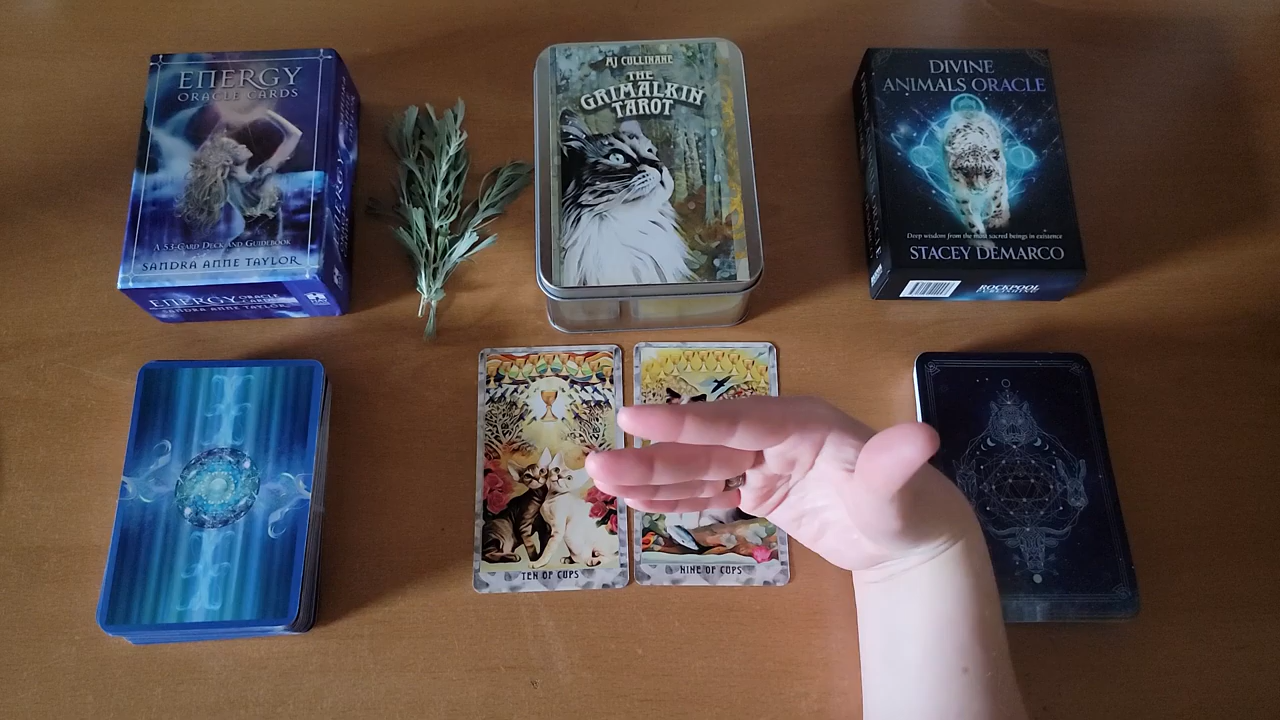 ENERGY
ORACLE CARDS
A 53-CARD DECK AND GUIDEBOOK
SANDRA ANNE TAYLOR
ENERGY ORACLE CARDS
SANDRA ANNE TAYLOR
ENERGY
AJ CULLINANE
THE
GRIMALKIN
TAROT
DIVINE
ANIMALS ORACLE
Deep wisdom from the most sacred beings in existence
STACEY DEMARCO
ROCKPOOL
TEN OF CUPS
NINE OF CUPS